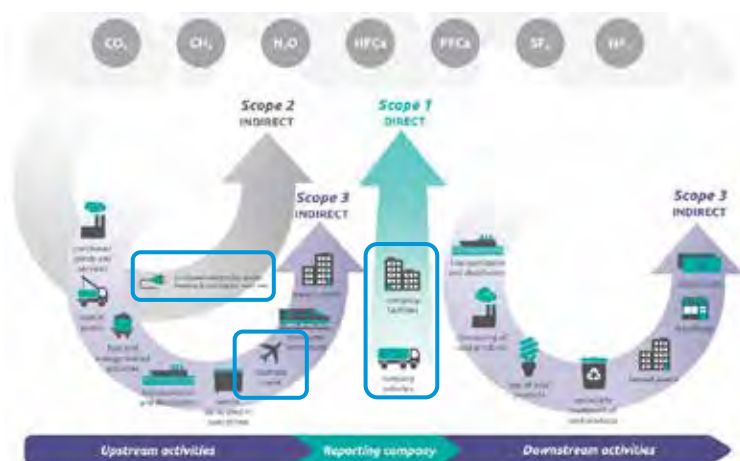 CO₂
CH₄
N₂O
HFCs
PFCs
SF₆
Scope 2
INDIRECT
Scope 1
DIRECT
Scope 3
INDIRECT
Scope 3
INDIRECT
purchased
goods and
services
capital
goods
fuel and
energy related
activities
transportation
and distribution
waste
generated in
operations
business
travel
company
facilities
company
vehicles
transportation
and distribution
processing of
sold products
use of sold
products
end-of-life
treatment of
sold products
leased assets
franchises
Upstream activities
Reporting company
Downstream activities